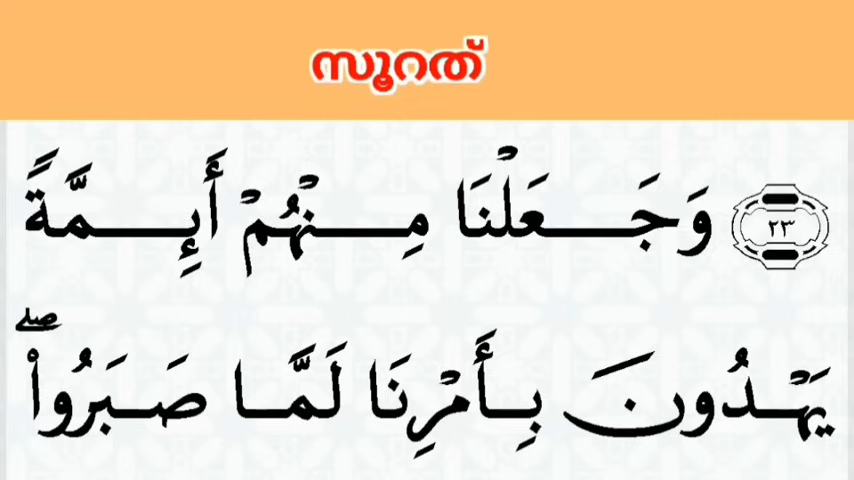 സൂറത്
٢٣ وَجَعَلْنَا مِنْهُمْ أَئِمَّةً
يَهْدُونَ بِأَمْرِنَا لَمَّا صَبَرُوا۟ ۖ